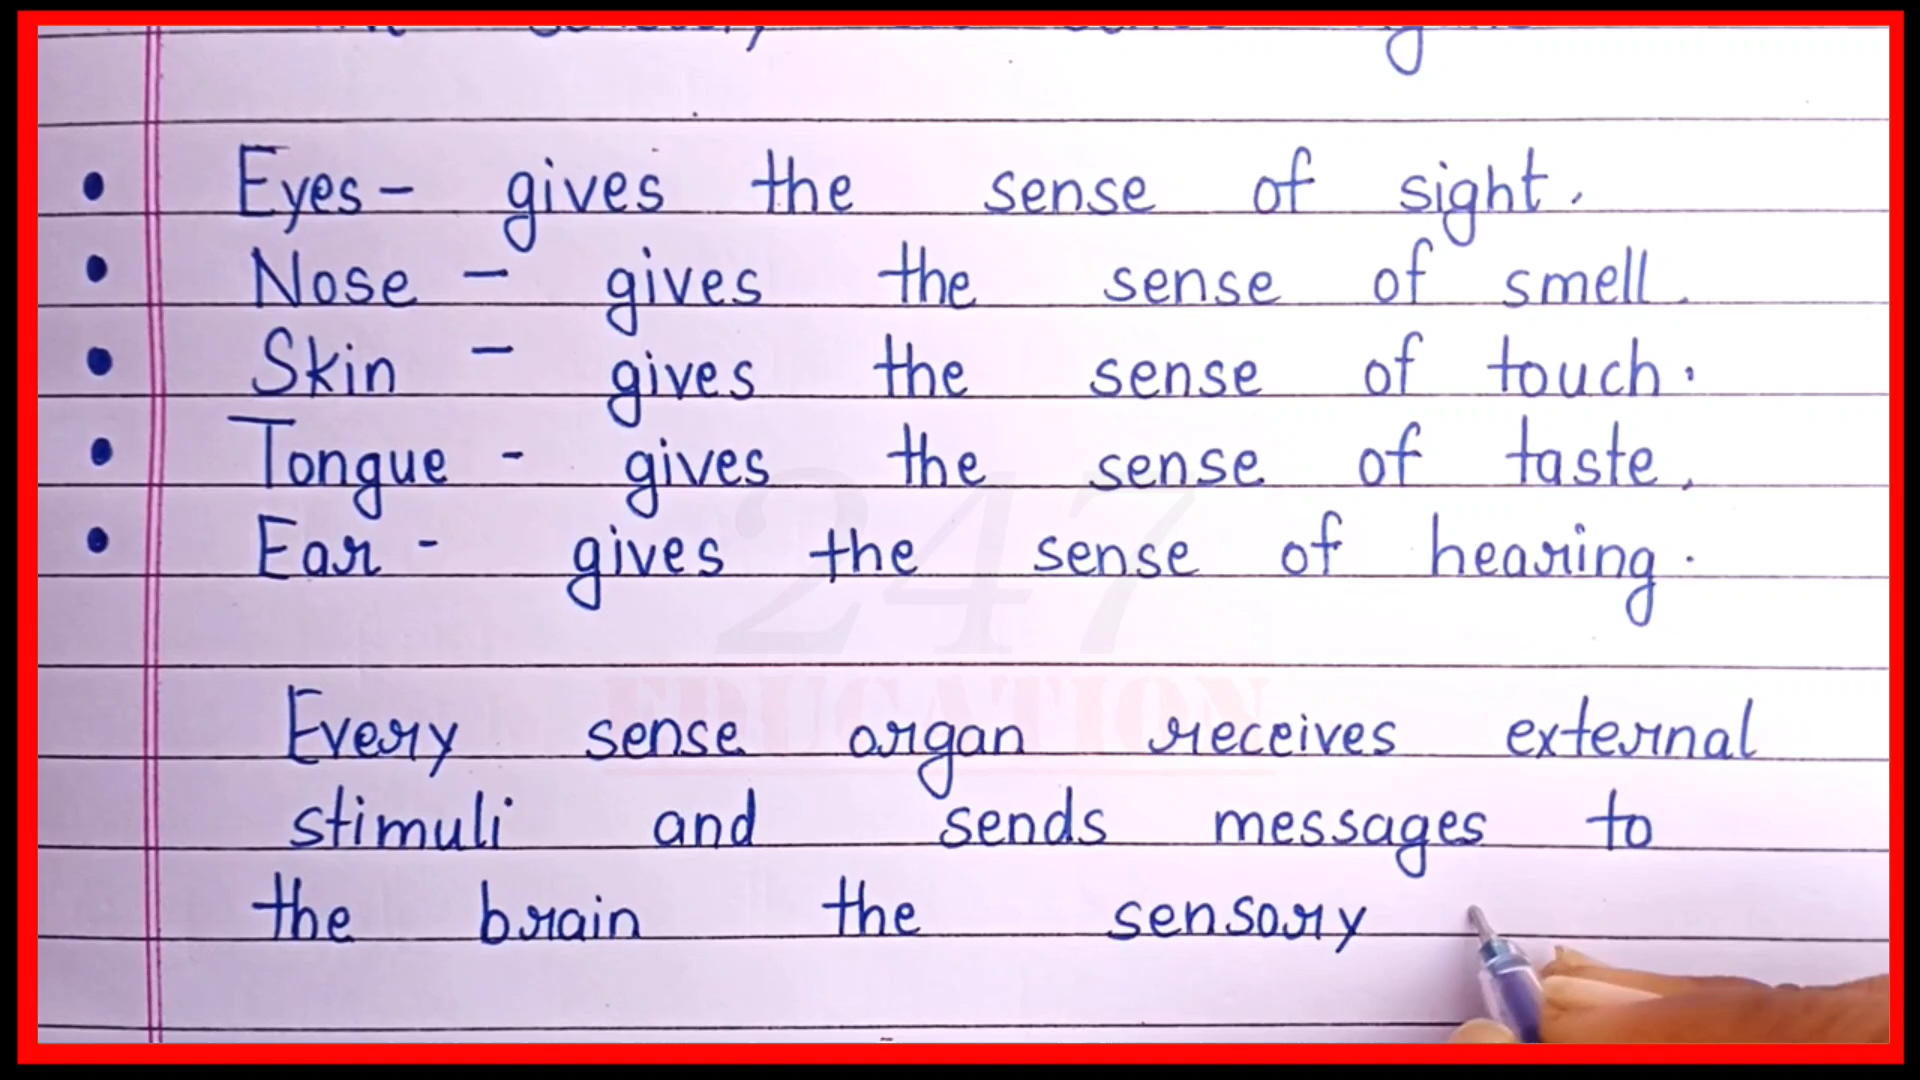 • Eyes - gives the sense of sight.
• Nose - gives the sense of smell.
• Skin - gives the sense of touch.
• Tongue - gives the sense of taste.
• Ear - gives the sense of hearing.
247
EDUCATION
Every sense organ receives external
stimuli and sends messages to
the brain the sensory